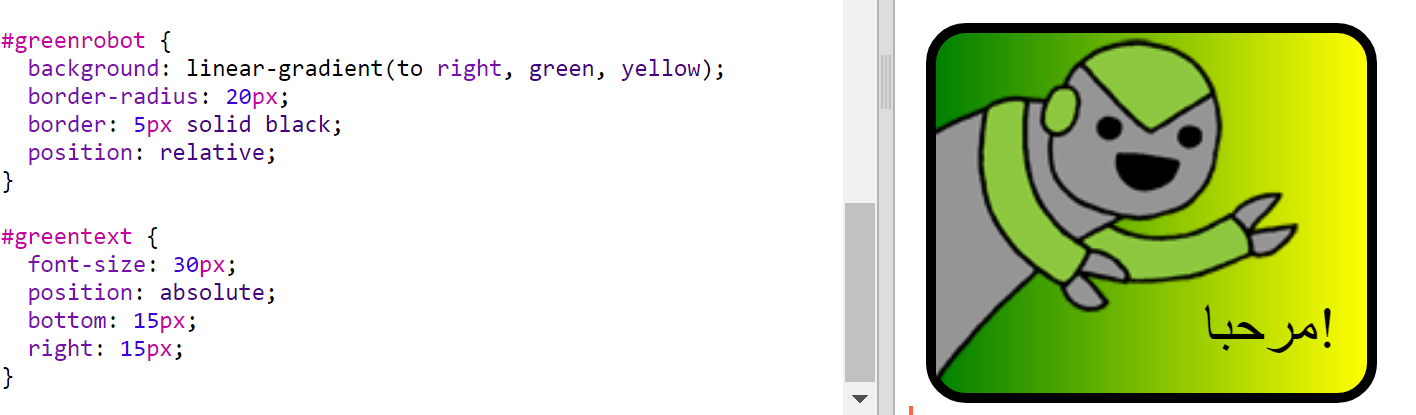 #greenrobot {
  background: linear-gradient(to right, green, yellow);
  border-radius: 20px;
  border: 5px solid black;
  position: relative;
}

#greentext {
  font-size: 30px;
  position: absolute;
  bottom: 15px;
  right: 15px;
}
مرحبا!